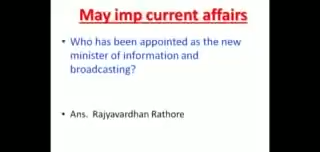 May imp current affairs
• Who has been appointed as the new
minister of information and
broadcasting?
• Ans. Rajyavardhan Rathore